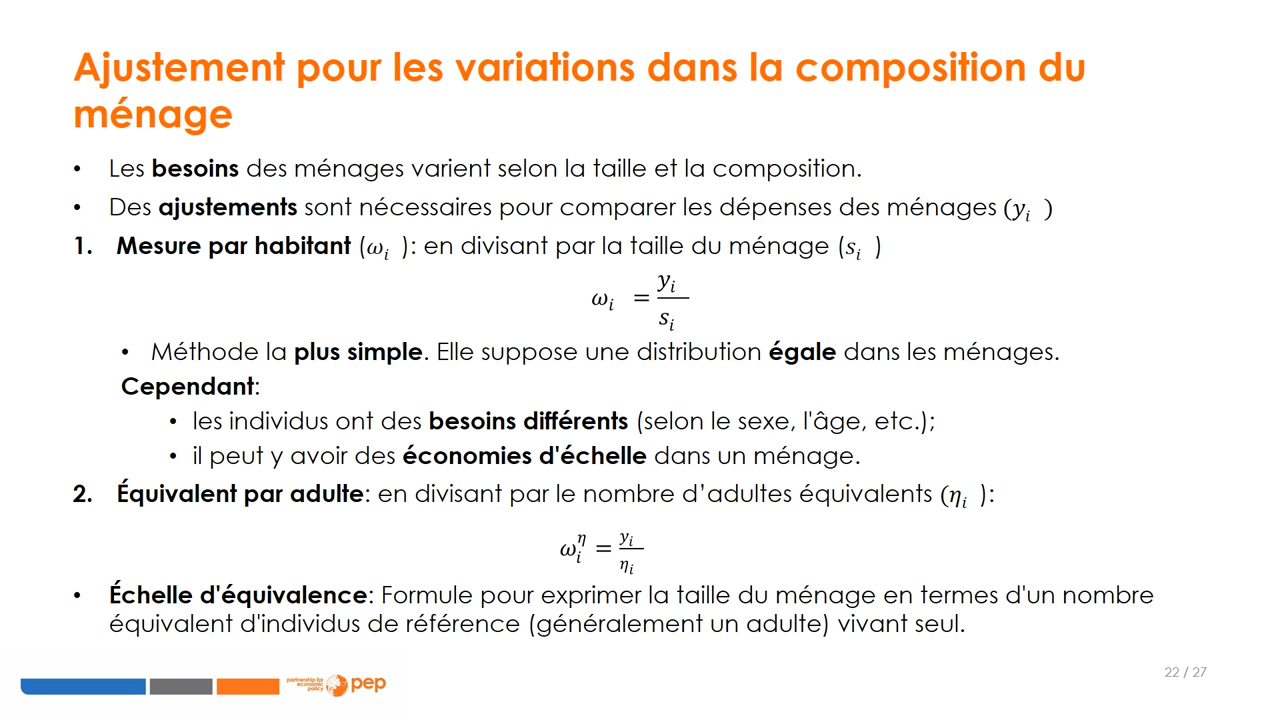 Ajustement pour les variations dans la composition du
ménage
• Les besoins des ménages varient selon la taille et la composition.
• Des ajustements sont nécessaires pour comparer les dépenses des ménages (yᵢ )
1. Mesure par habitant (ωᵢ ): en divisant par la taille du ménage (sᵢ )
ωᵢ = yᵢ / sᵢ
• Méthode la plus simple. Elle suppose une distribution égale dans les ménages.
Cependant:
• les individus ont des besoins différents (selon le sexe, l'âge, etc.);
• il peut y avoir des économies d'échelle dans un ménage.
2. Équivalent par adulte: en divisant par le nombre d’adultes équivalents (ηᵢ ):
ωᵢ^η = yᵢ / ηᵢ
• Échelle d'équivalence: Formule pour exprimer la taille du ménage en termes d'un nombre
équivalent d'individus de référence (généralement un adulte) vivant seul.
22 / 27
partnership for
economic
policy
pep